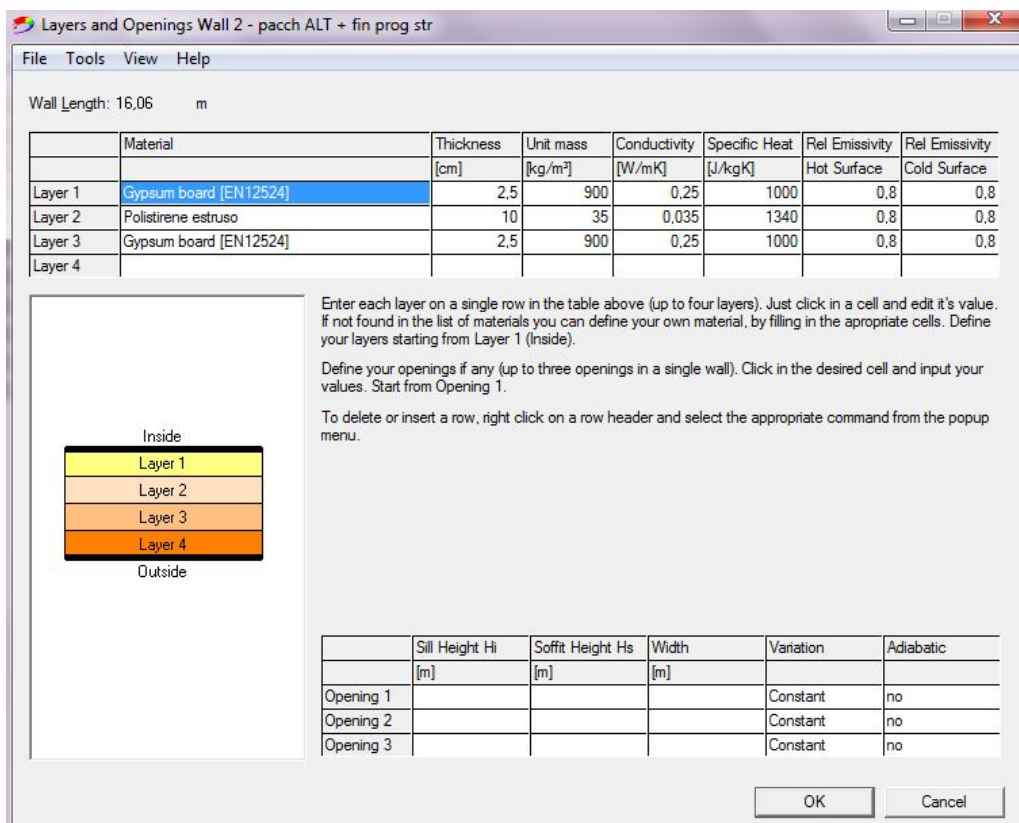 Layers and Openings Wall 2 - pacch ALT + fin prog str
File Tools View Help
Wall Length: 16,06 m
Material Thickness Unit mass Conductivity Specific Heat Rel Emissivity Rel Emissivity
[cm] [kg/m³] [W/mK] [J/kgK] Hot Surface Cold Surface
Layer 1 Gypsum board [EN12524] 2,5 900 0,25 1000 0,8 0,8
Layer 2 Polistirene estruso 10 35 0,035 1340 0,8 0,8
Layer 3 Gypsum board [EN12524] 2,5 900 0,25 1000 0,8 0,8
Layer 4
Enter each layer on a single row in the table above (up to four layers). Just click in a cell and edit it's value.
If not found in the list of materials you can define your own material, by filling in the apropriate cells. Define
your layers starting from Layer 1 (Inside).
Define your openings if any (up to three openings in a single wall). Click in the desired cell and input your
values. Start from Opening 1.
To delete or insert a row, right click on a row header and select the appropriate command from the popup
menu.
Inside
Layer 1
Layer 2
Layer 3
Layer 4
Outside
Sill Height Hi Soffit Height Hs Width Variation Adiabatic
[m] [m] [m]
Opening 1 Constant no
Opening 2 Constant no
Opening 3 Constant no
OK Cancel